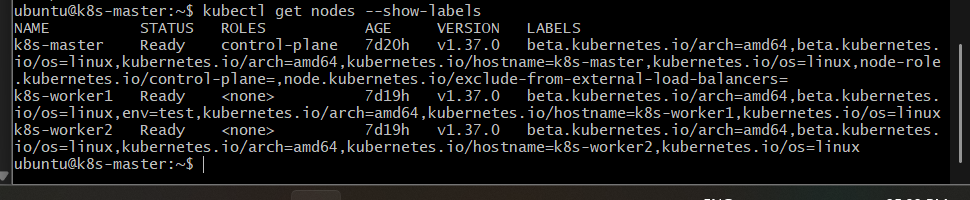 ubuntu@k8s-master:~$ kubectl get nodes --show-labels
NAME STATUS ROLES AGE VERSION LABELS
k8s-master Ready control-plane 7d20h v1.37.0 beta.kubernetes.io/arch=amd64,beta.kubernetes.
io/os=linux,kubernetes.io/arch=amd64,kubernetes.io/hostname=k8s-master,kubernetes.io/os=linux,node-role
.kubernetes.io/control-plane=,node.kubernetes.io/exclude-from-external-load-balancers=
k8s-worker1 Ready <none> 7d19h v1.37.0 beta.kubernetes.io/arch=amd64,beta.kubernetes.
io/os=linux,env=test,kubernetes.io/arch=amd64,kubernetes.io/hostname=k8s-worker1,kubernetes.io/os=linux
k8s-worker2 Ready <none> 7d19h v1.37.0 beta.kubernetes.io/arch=amd64,beta.kubernetes.
io/os=linux,kubernetes.io/arch=amd64,kubernetes.io/hostname=k8s-worker2,kubernetes.io/os=linux
ubuntu@k8s-master:~$